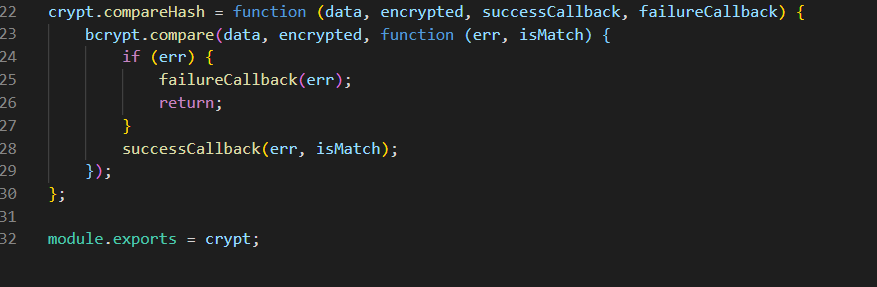 22 crypt.compareHash = function (data, encrypted, successCallback, failureCallback) {
23     bcrypt.compare(data, encrypted, function (err, isMatch) {
24         if (err) {
25             failureCallback(err);
26             return;
27         }
28         successCallback(err, isMatch);
29     });
30 };
31
32 module.exports = crypt;